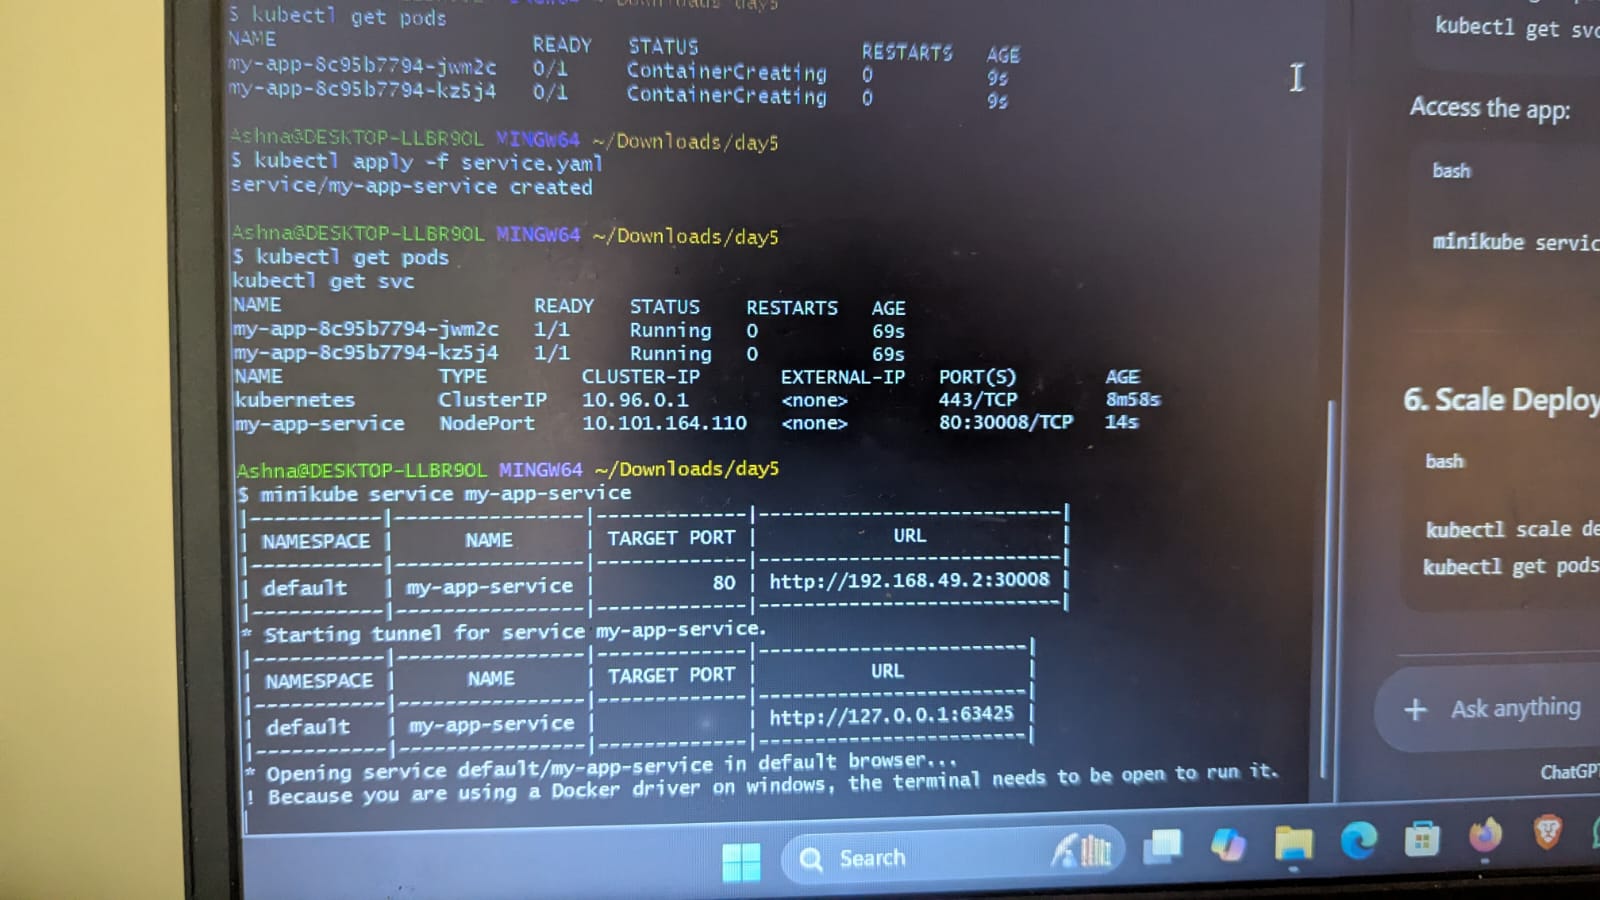 $ kubectl get pods
NAME READY STATUS RESTARTS AGE
my-app-8c95b7794-jwm2c 0/1 ContainerCreating 0 9s
my-app-8c95b7794-kz5j4 0/1 ContainerCreating 0 9s
Ashna@DESKTOP-LLBR9OL MINGW64 ~/Downloads/day5
$ kubectl apply -f service.yaml
service/my-app-service created
Ashna@DESKTOP-LLBR9OL MINGW64 ~/Downloads/day5
$ kubectl get pods
kubectl get svc
NAME READY STATUS RESTARTS AGE
my-app-8c95b7794-jwm2c 1/1 Running 0 69s
my-app-8c95b7794-kz5j4 1/1 Running 0 69s
NAME TYPE CLUSTER-IP EXTERNAL-IP PORT(S) AGE
kubernetes ClusterIP 10.96.0.1 <none> 443/TCP 8m58s
my-app-service NodePort 10.101.164.110 <none> 80:30008/TCP 14s
Ashna@DESKTOP-LLBR9OL MINGW64 ~/Downloads/day5
$ minikube service my-app-service
NAMESPACE | NAME | TARGET PORT | URL
default | my-app-service | 80 | http://192.168.49.2:30008
* Starting tunnel for service my-app-service.
NAMESPACE | NAME | TARGET PORT | URL
default | my-app-service | | http://127.0.0.1:63425
* Opening service default/my-app-service in default browser...
! Because you are using a Docker driver on windows, the terminal needs to be open to run it.
kubectl get svc
Access the app:
bash
minikube servic
6. Scale Deploy
bash
kubectl scale de
kubectl get pods
+ Ask anything
ChatGPT
Search